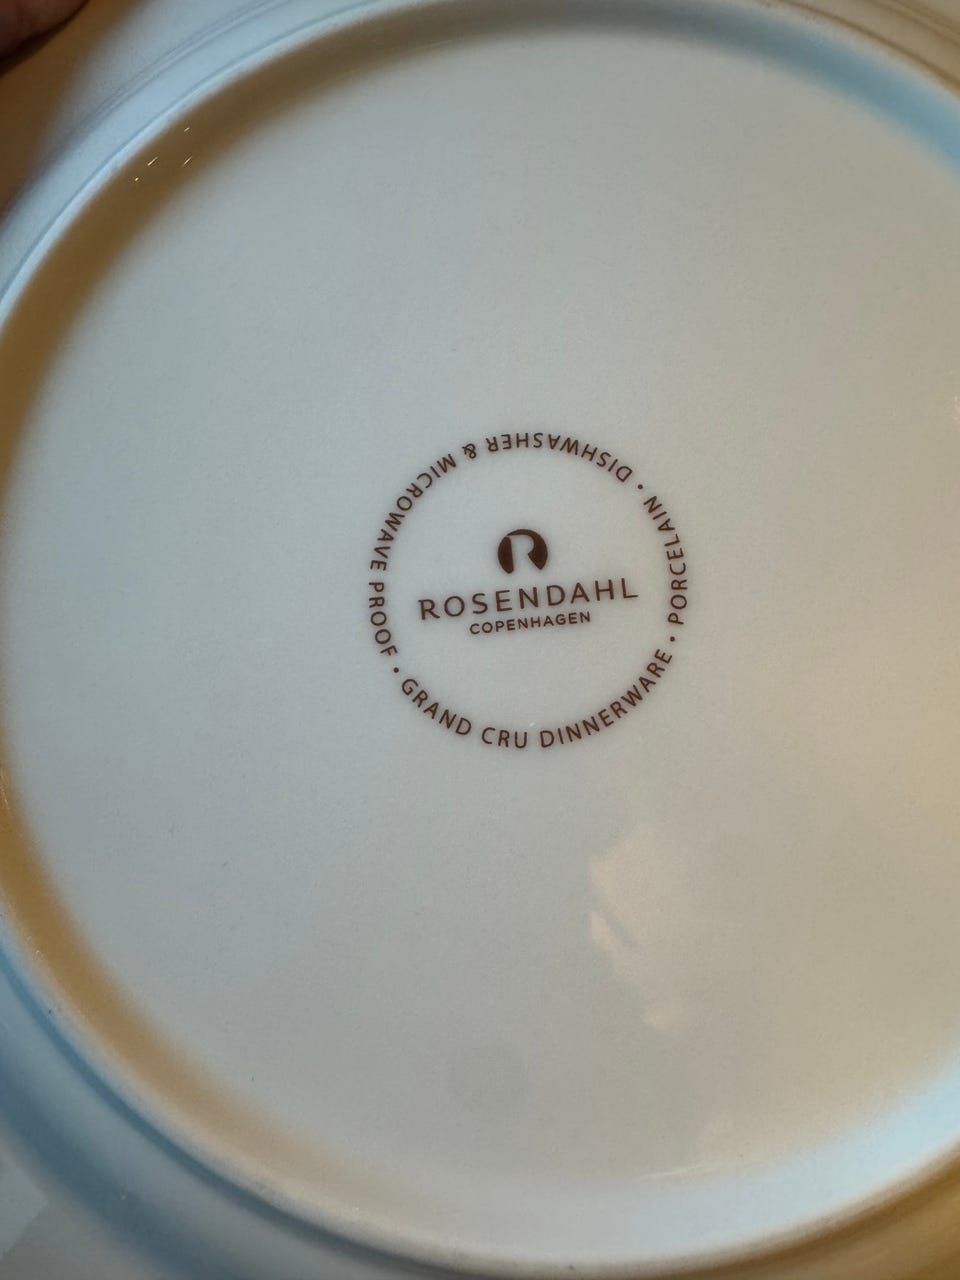 R
ROSENDAHL
COPENHAGEN
GRAND CRU DINNERWARE • PORCELAIN • DISHWASHER & MICROWAVE PROOF •